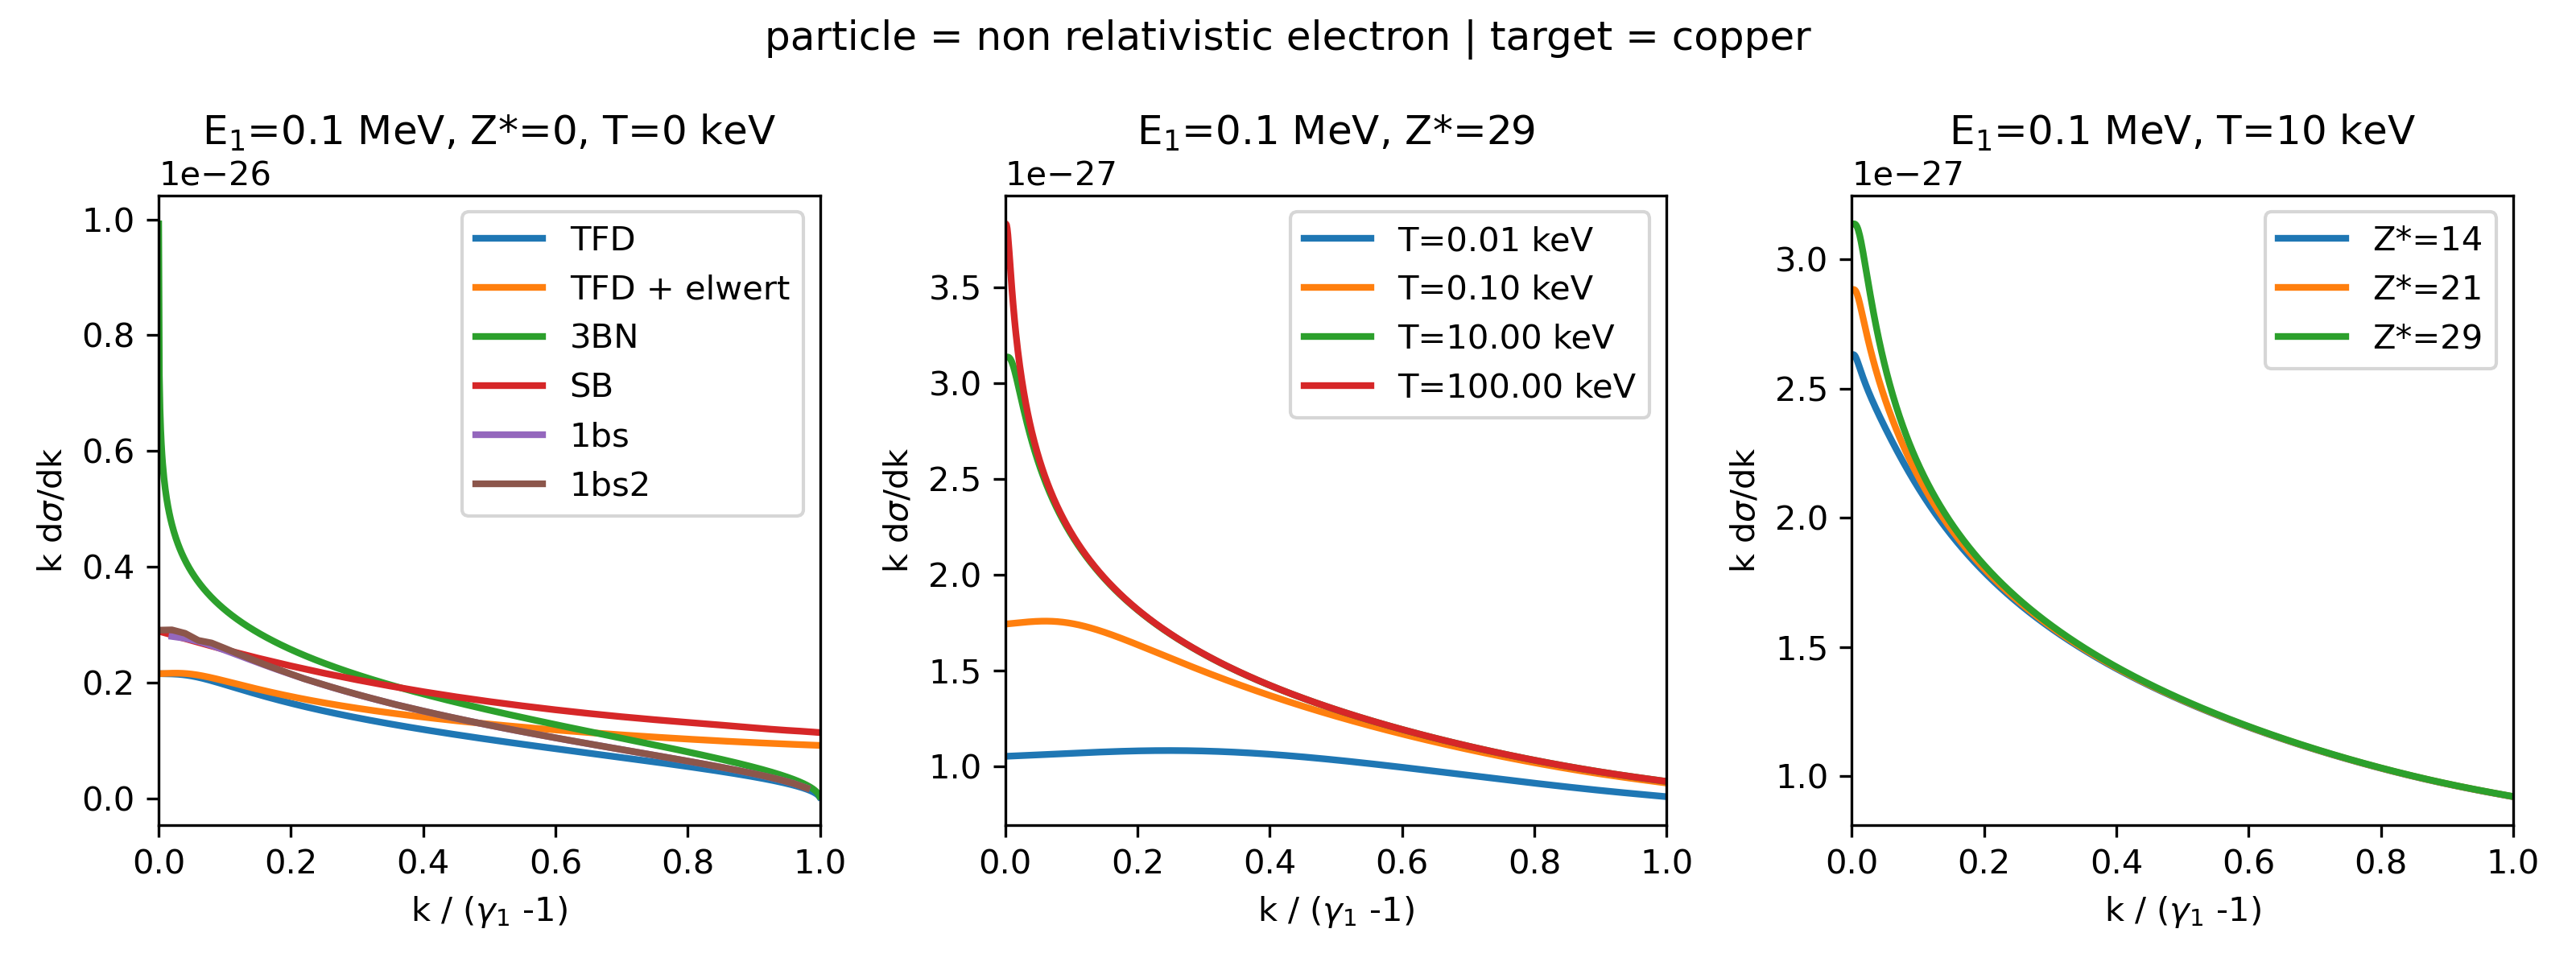 particle = non relativistic electron | target = copper
E₁=0.1 MeV, Z*=0, T=0 keV
1e−26
1.0
0.8
0.6
0.4
0.2
0.0
k dσ/dk
TFD
TFD + elwert
3BN
SB
1bs
1bs2
0.0 0.2 0.4 0.6 0.8 1.0
k / (γ₁ -1)
E₁=0.1 MeV, Z*=29
1e−27
3.5
3.0
2.5
2.0
1.5
1.0
k dσ/dk
T=0.01 keV
T=0.10 keV
T=10.00 keV
T=100.00 keV
0.0 0.2 0.4 0.6 0.8 1.0
k / (γ₁ -1)
E₁=0.1 MeV, T=10 keV
1e−27
3.0
2.5
2.0
1.5
1.0
k dσ/dk
Z*=14
Z*=21
Z*=29
0.0 0.2 0.4 0.6 0.8 1.0
k / (γ₁ -1)